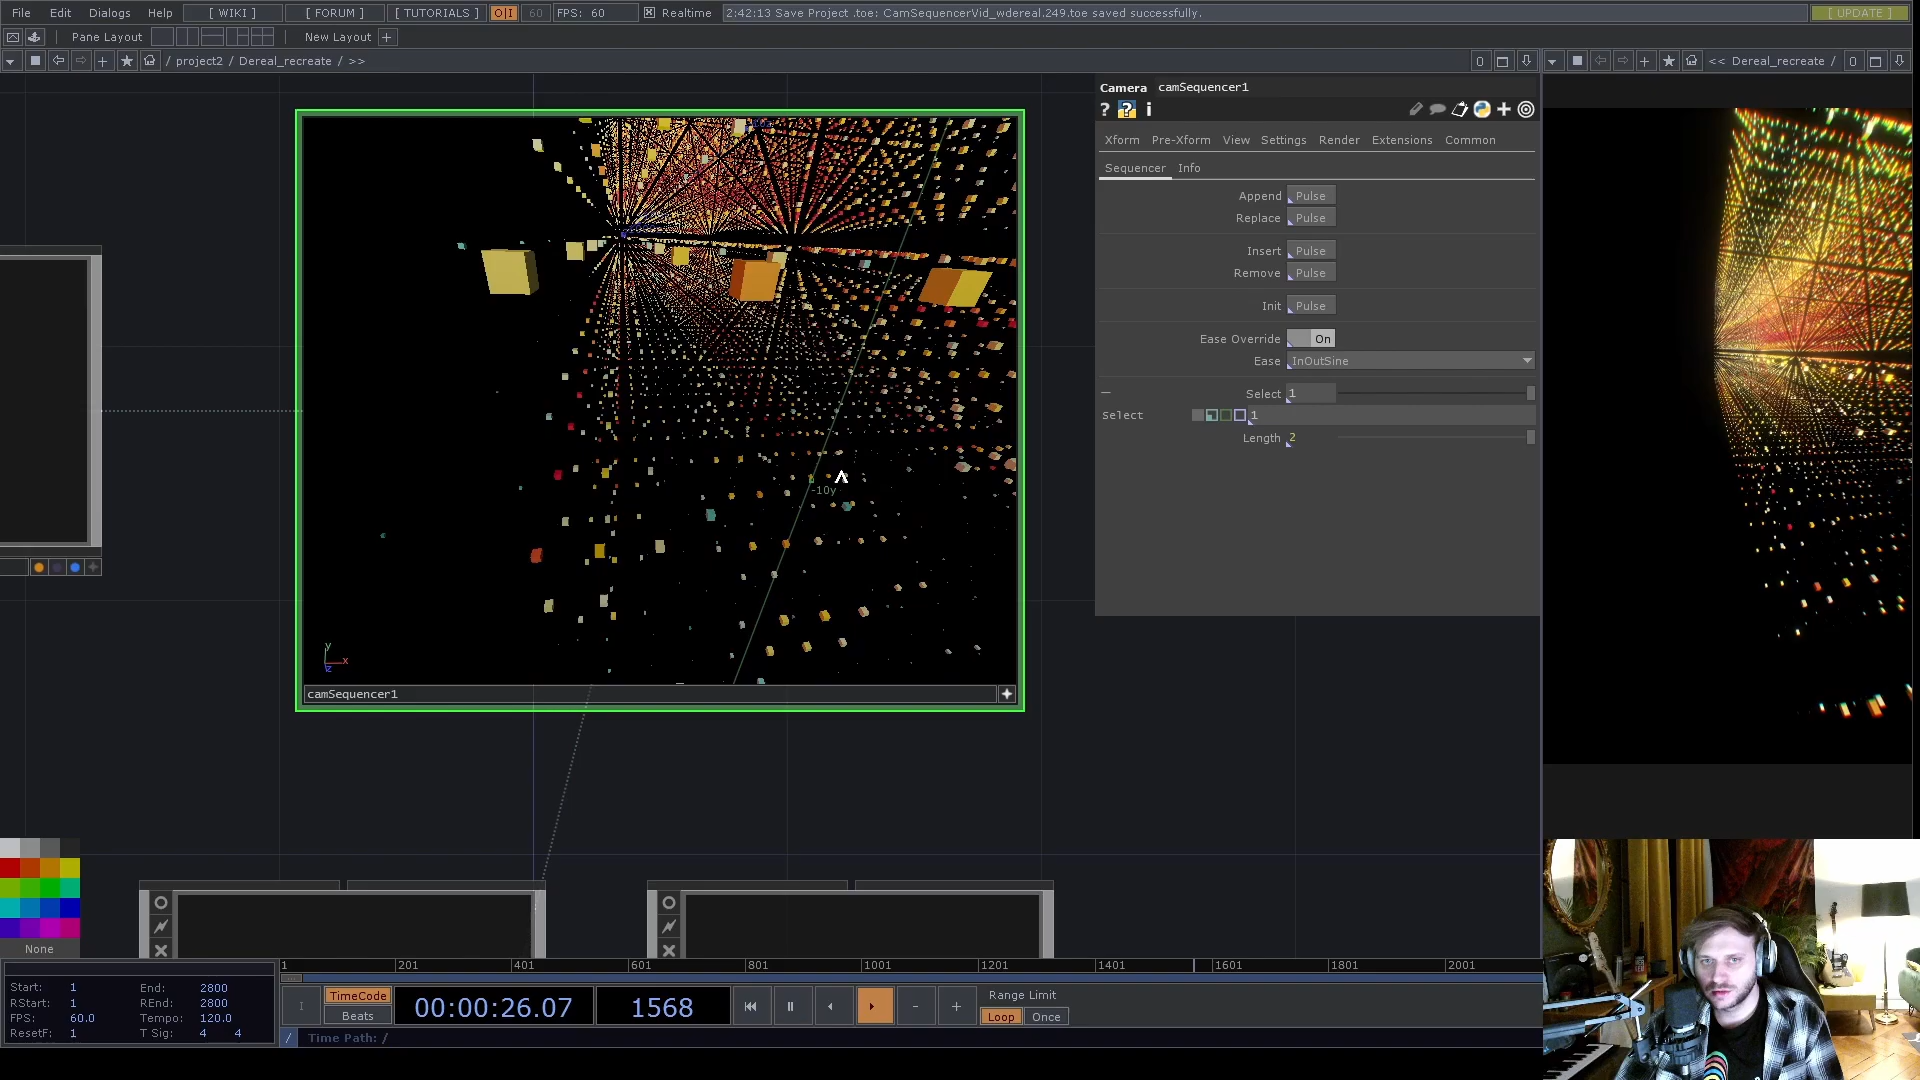 File Edit Dialogs Help [ WIKI ] [ FORUM ] [ TUTORIALS ] O|I 60 FPS: 60 Realtime 2:42:13 Save Project .toe: CamSequencerVid_wdereal.249.toe saved successfully. [ UPDATE ]
Pane Layout New Layout +
/ project2 / Dereal_recreate / >> 0 << Dereal_recreate / 0
Camera camSequencer1
? ? i
Xform Pre-Xform View Settings Render Extensions Common
Sequencer Info
Append Pulse
Replace Pulse
Insert Pulse
Remove Pulse
Init Pulse
Ease Override On
Ease InOutSine
Select 1
Select 1
Length 2
-10y
y
x
z
camSequencer1
None
1 201 401 601 801 1001 1201 1401 1601 1801 2001
Start: 1 End: 2800
RStart: 1 REnd: 2800
FPS: 60.0 Tempo: 120.0
ResetF: 1 T Sig: 4 4
I TimeCode Beats 00:00:26.07 1568 - + Range Limit
Loop Once
/ Time Path: /